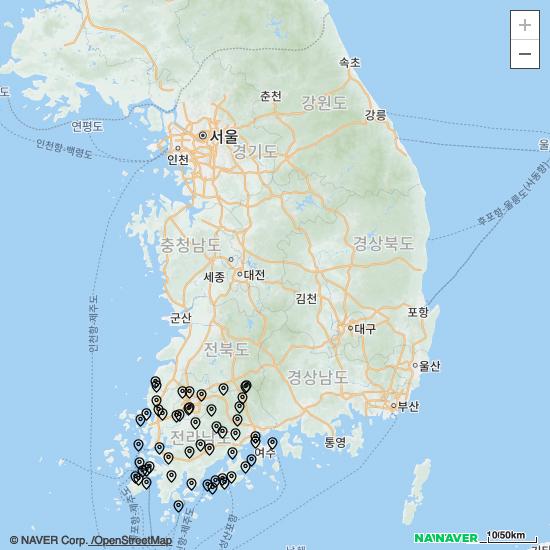 +
−
속초
춘천
강원도
강릉
연평도
서울
인천
경기도
인천항-백령도
울
후포항-울릉도(사동항)
충청남도
경상북도
세종
대전
김천
인천항-제주도
군산
포항
대구
전북도
울산
경상남도
부산
전라남도
여수
통영
성산포항
© NAVER Corp. /OpenStreetMap
NAVER
10/50km